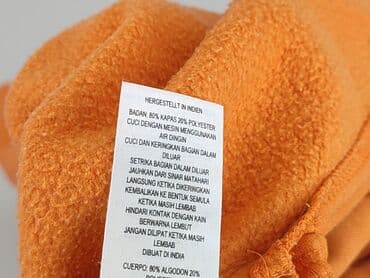 HERGESTELLT IN INDIEN
BADAN: 80% KAPAS 20% POLYESTER
CUCI DENGAN MESIN MENGGUNAKAN
AIR DINGIN
CUCI DAN KERINGKAN BAGIAN DALAM
DILUAR
SETRIKA BAGIAN DALAM DILUAR
JAUHKAN DARI SINAR MATAHARI
LANGSUNG KETIKA DIKERINGKAN
KEMBALIKAN KE BENTUK SEMULA
KETIKA MASIH LEMBAB
HINDARI KONTAK DENGAN KAIN
BERWARNA LEMBUT
JANGAN DILIPAT KETIKA MASIH
LEMBAB
DIBUAT DI INDIA
CUERPO: 80% ALGODON 20%